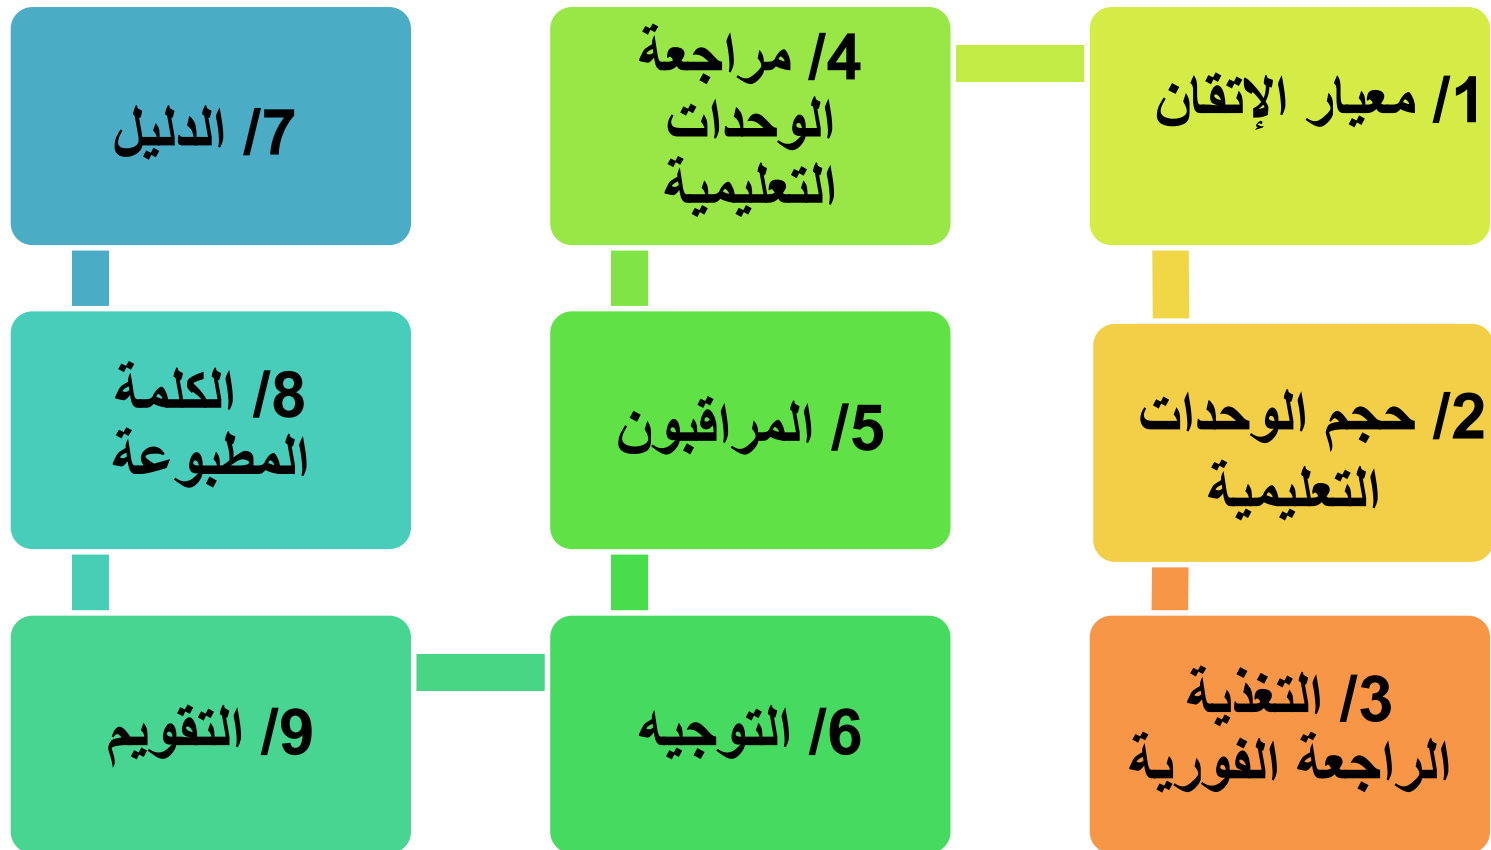 1/ معيار الإتقان
2/ حجم الوحدات
التعليمية
3/ التغذية
الراجعة الفورية
4/ مراجعة
الوحدات
التعليمية
5/ المراقبون
6/ التوجيه
7/ الدليل
8/ الكلمة
المطبوعة
9/ التقويم